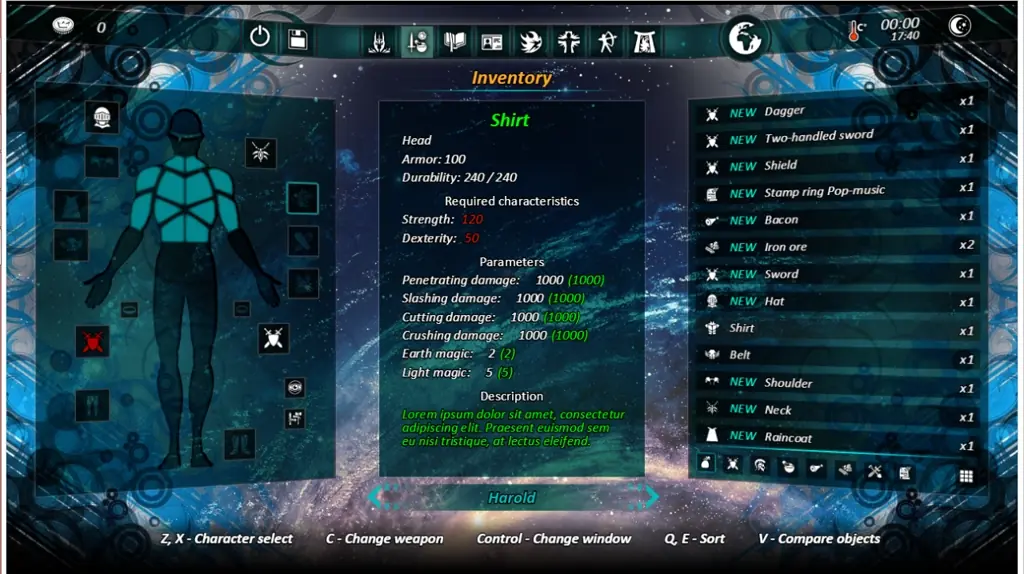 0
C°
00:00
17:40
Inventory
Shirt
Head
Armor: 100
Durability: 240 / 240
Required characteristics
Strength: 120
Dexterity: 50
Parameters
Penetrating damage: 1000 (1000)
Slashing damage: 1000 (1000)
Cutting damage: 1000 (1000)
Crushing damage: 1000 (1000)
Earth magic: 2 (2)
Light magic: 5 (5)
Description
Lorem ipsum dolor sit amet, consectetur
adipiscing elit. Praesent euismod sem
eu nisi tristique, at lectus eleifend.
Harold
NEW Dagger x1
NEW Two-handled sword x1
NEW Shield x1
NEW Stamp ring Pop-music x1
NEW Bacon x1
NEW Iron ore x2
NEW Sword x1
NEW Hat x1
Shirt x1
Belt x1
NEW Shoulder x1
NEW Neck x1
NEW Raincoat x1
Z, X - Character select
C - Change weapon
Control - Change window
Q, E - Sort
V - Compare objects